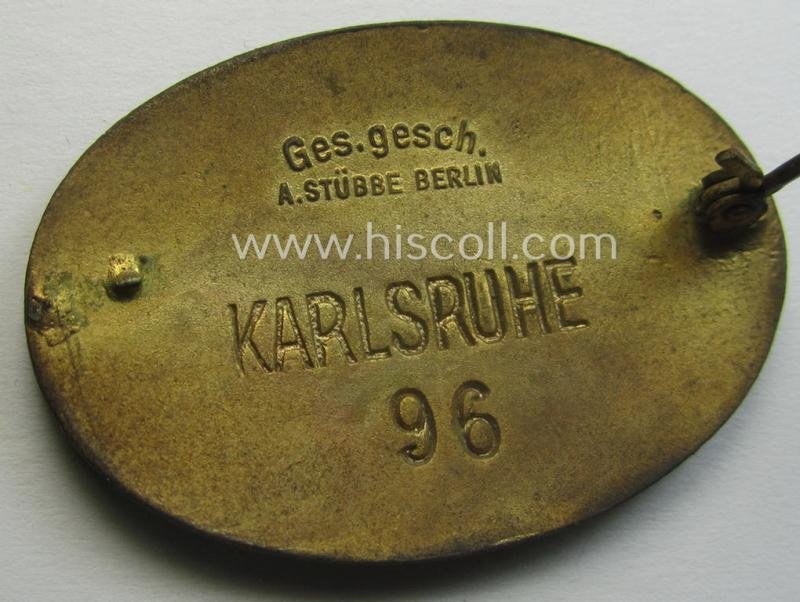 Ges.gesch.
A.STÜBBE BERLIN
www.hiscoll.com
KARLSRUHE
96